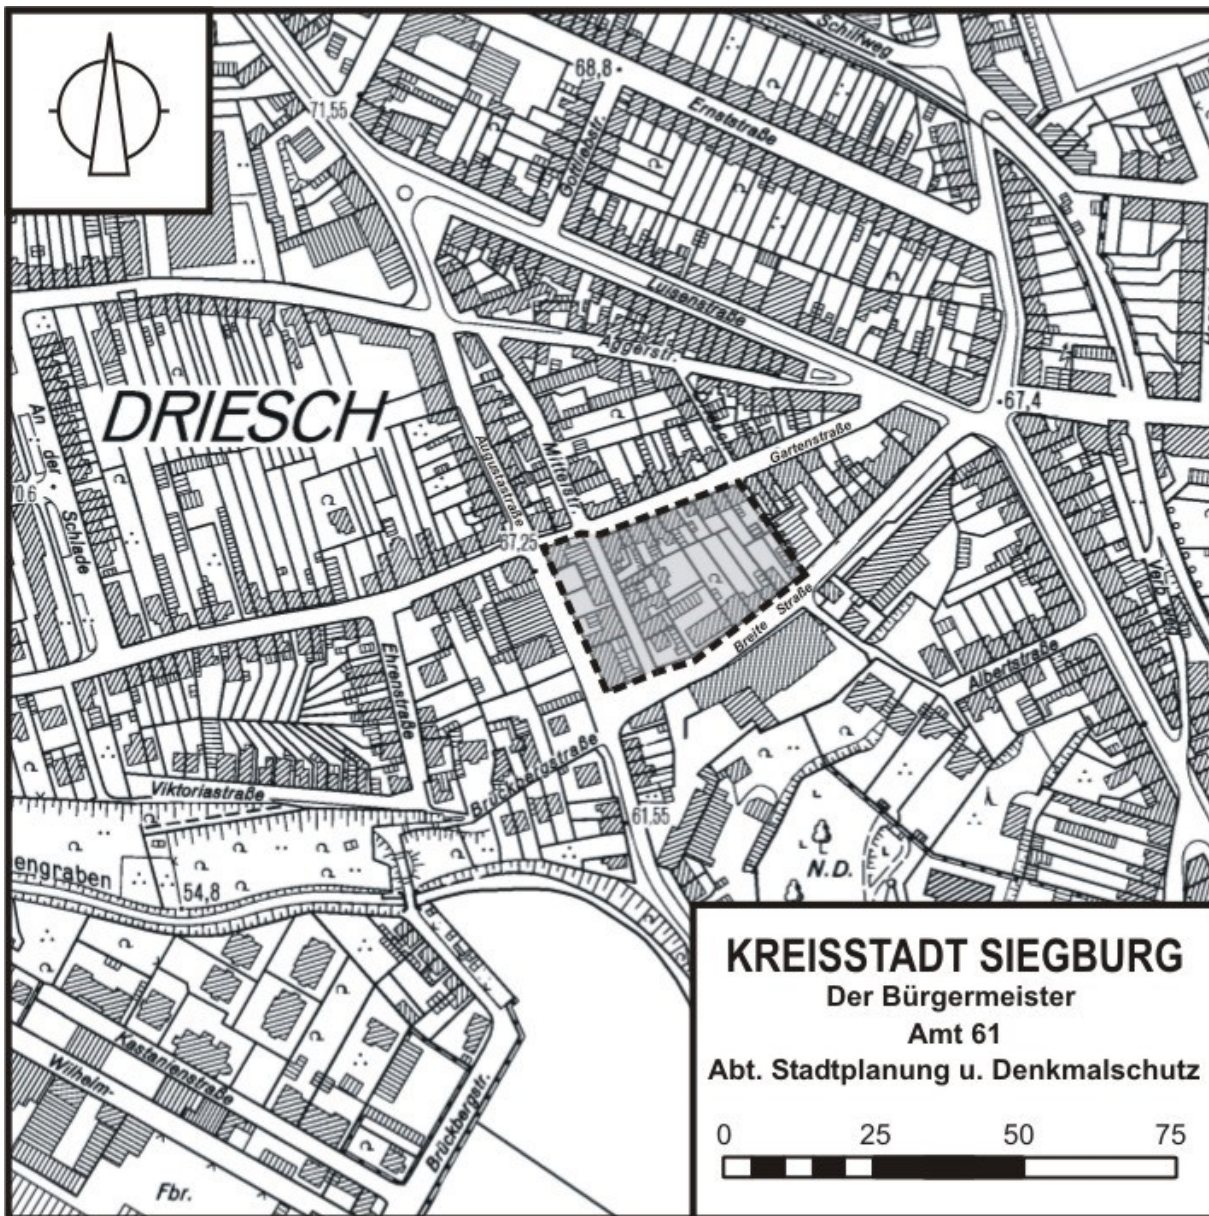 Schilfweg
68,8
71,55
Ernststraße
Gottliebstr.
Luisenstraße
Aggerstr.
67,4
DRIESCH
An der Schlade
Augustastraße
Mittelstr.
Gartenstraße
57,25
Breite Straße
Albertstraße
Ehrenstraße
Viktoriastraße
Brückbergstraße
61,55
engraben
54,8
N.D.
Kastanienstraße
Wilhelm-
Brückbergstr.
Fbr.
KREISSTADT SIEGBURG
Der Bürgermeister
Amt 61
Abt. Stadtplanung u. Denkmalschutz
0 25 50 75